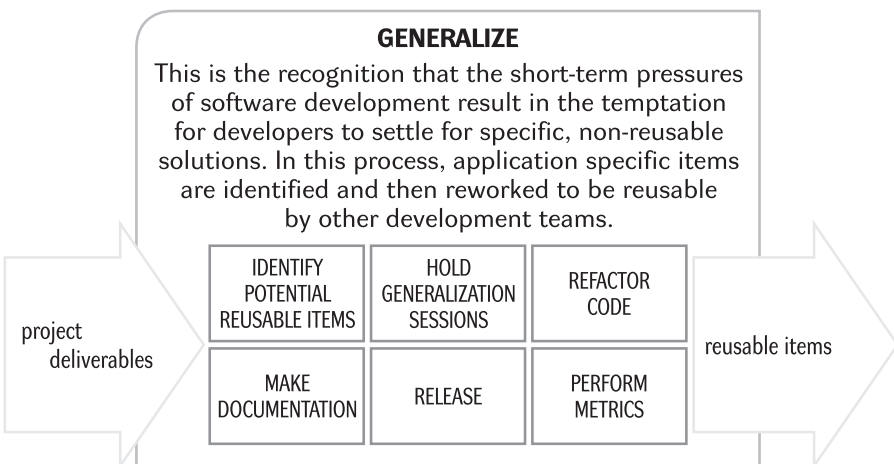 GENERALIZE
This is the recognition that the short-term pressures
of software development result in the temptation
for developers to settle for specific, non-reusable
solutions. In this process, application specific items
are identified and then reworked to be reusable
by other development teams.
project
deliverables
IDENTIFY
POTENTIAL
REUSABLE ITEMS
HOLD
GENERALIZATION
SESSIONS
REFACTOR
CODE
MAKE
DOCUMENTATION
RELEASE
PERFORM
METRICS
reusable items